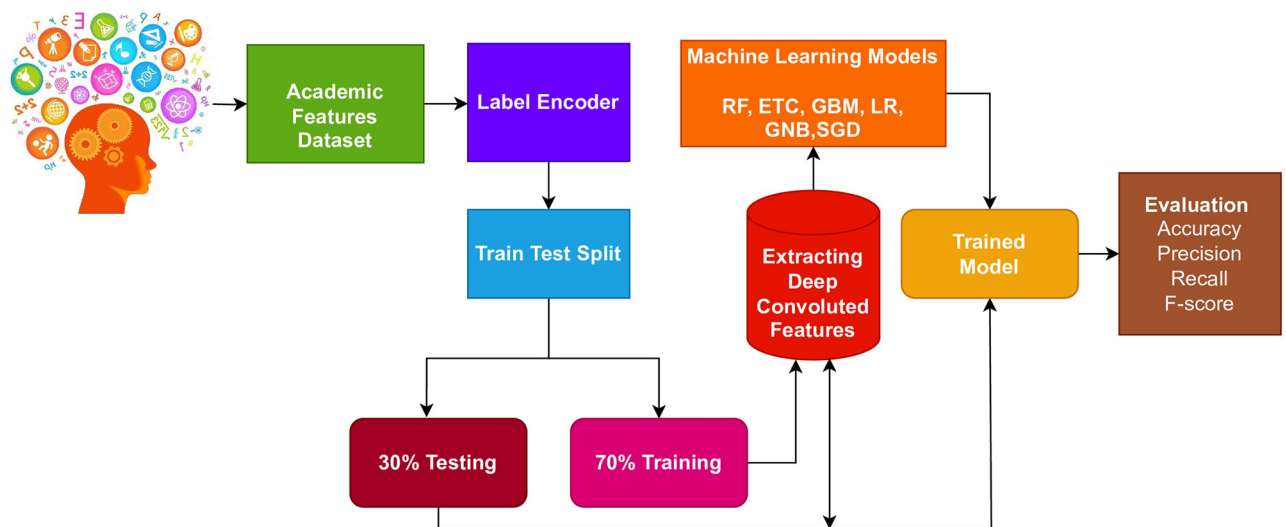 Academic
Features
Dataset
Label Encoder
Train Test Split
30% Testing
70% Training
Extracting
Deep
Convoluted
Features
Machine Learning Models
RF, ETC, GBM, LR,
GNB,SGD
Trained
Model
Evaluation
Accuracy
Precision
Recall
F-score